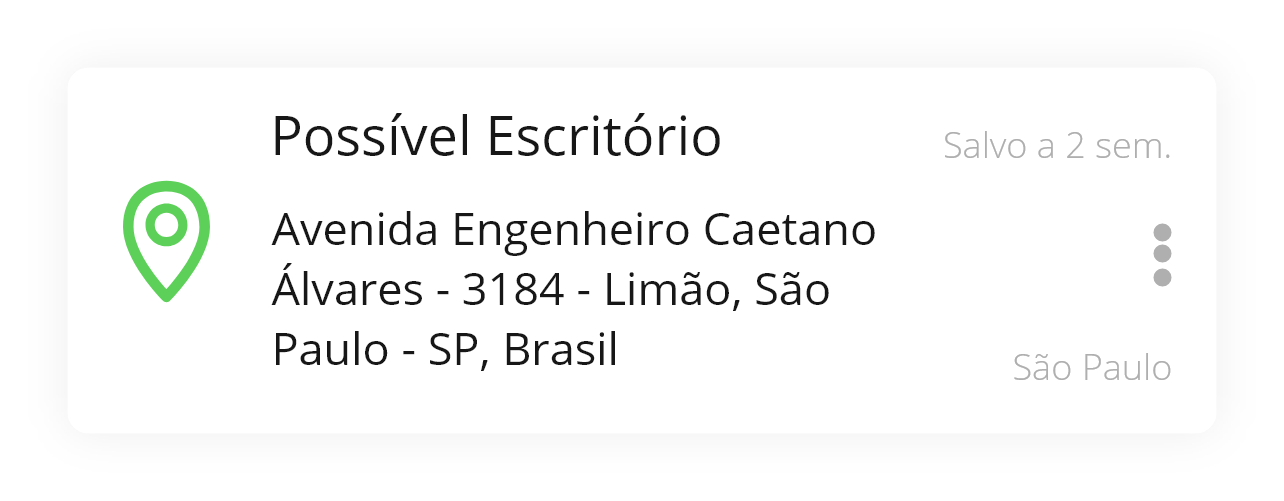 Possível Escritório
Salvo a 2 sem.
Avenida Engenheiro Caetano
Álvares - 3184 - Limão, São
Paulo - SP, Brasil
São Paulo